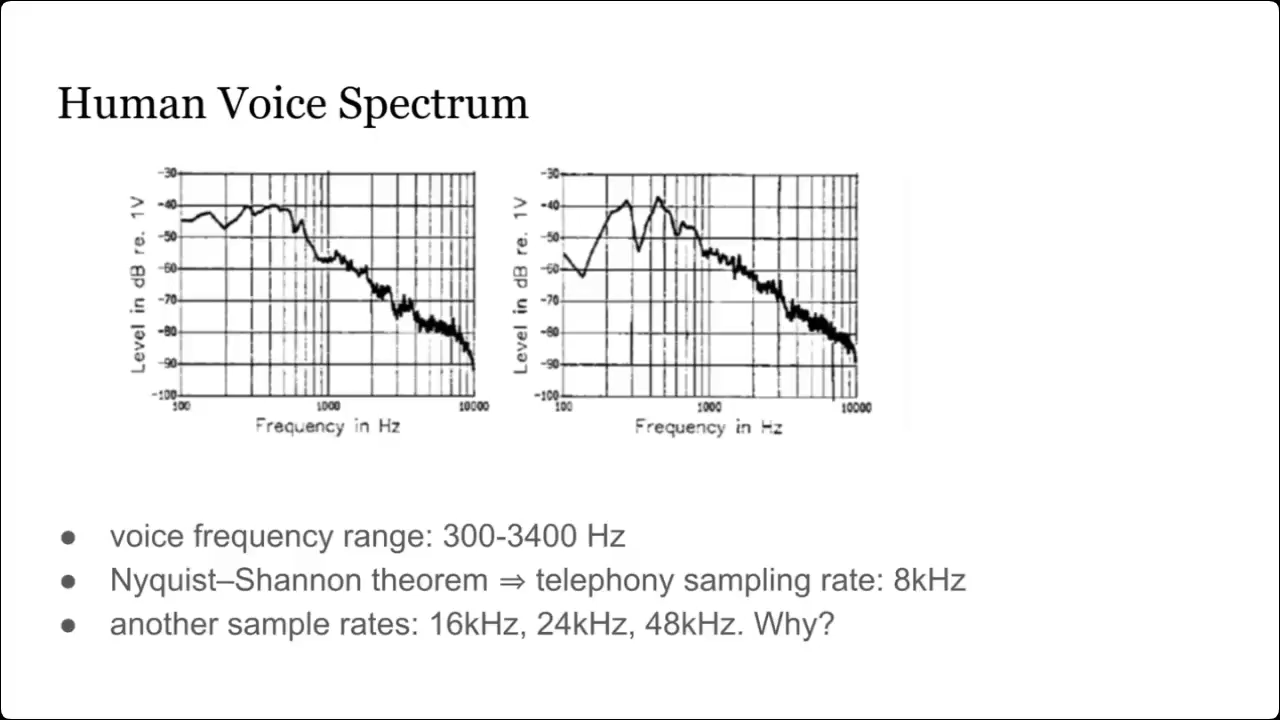 Human Voice Spectrum
-30
-40
-50
-60
-70
-80
-90
-100
Level in dB re. 1V
100 1000 10000
Frequency in Hz
-30
-40
-50
-60
-70
-80
-90
-100
Level in dB re. 1V
100 1000 10000
Frequency in Hz
● voice frequency range: 300-3400 Hz
● Nyquist–Shannon theorem ⇒ telephony sampling rate: 8kHz
● another sample rates: 16kHz, 24kHz, 48kHz. Why?